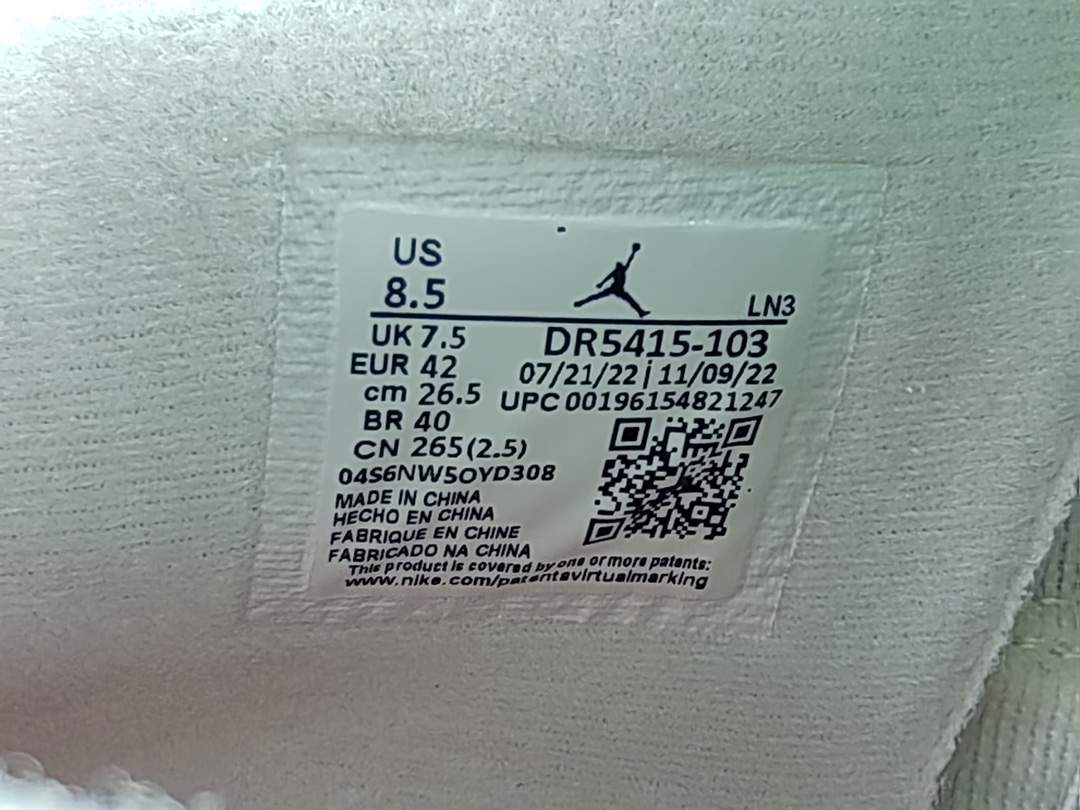 US
8.5
LN3
UK 7.5
DR5415-103
EUR 42
07/21/22 | 11/09/22
cm 26.5
UPC 00196154821247
BR 40
CN 265(2.5)
04S6NW5OYD308
MADE IN CHINA
HECHO EN CHINA
FABRIQUE EN CHINE
FABRICADO NA CHINA
This product is covered by one or more patents:
www.nike.com/patentsvirtualmarking